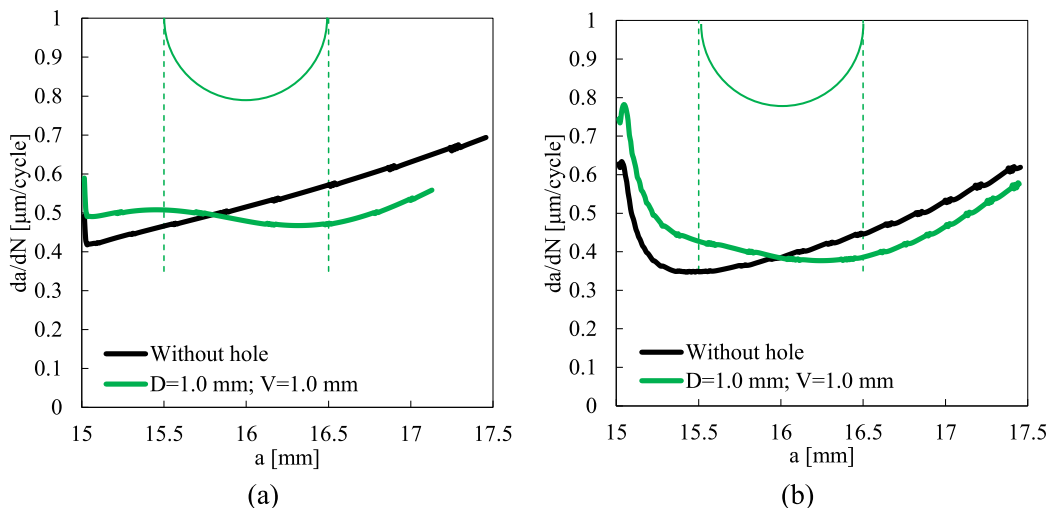 da/dN [µm/cycle]
1
0.9
0.8
0.7
0.6
0.5
0.4
0.3
0.2
0.1
0
Without hole
D=1.0 mm; V=1.0 mm
15 15.5 16 16.5 17 17.5
a [mm]
(a)
da/dN [µm/cycle]
1
0.9
0.8
0.7
0.6
0.5
0.4
0.3
0.2
0.1
0
Without hole
D=1.0 mm; V=1.0 mm
15 15.5 16 16.5 17 17.5
a [mm]
(b)